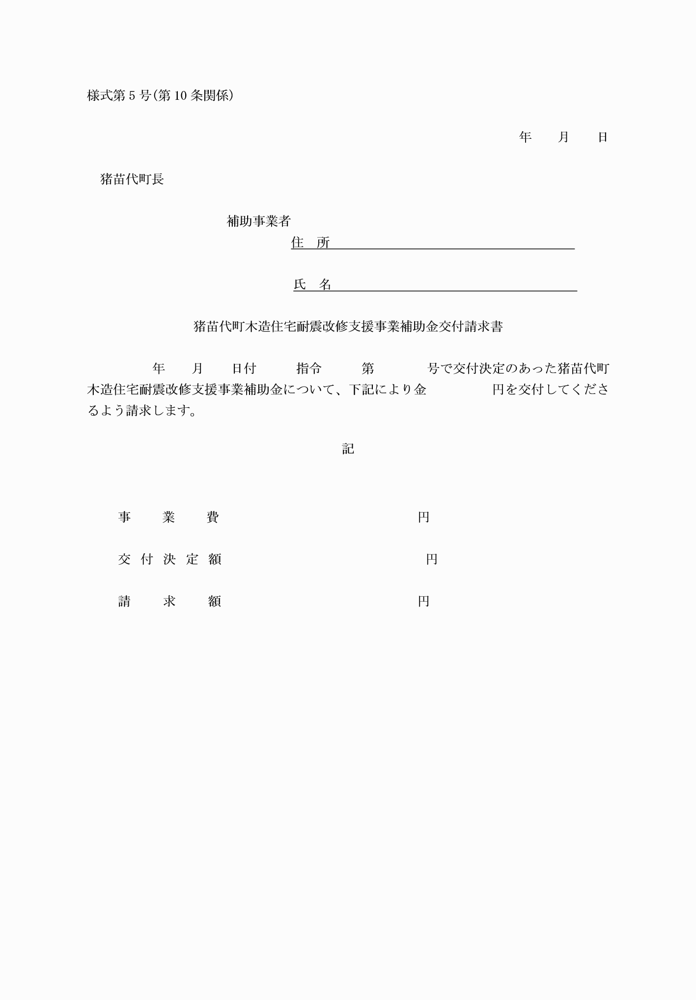 様式第 5 号(第 10 条関係)
年　　月　　日
猪苗代町長
補助事業者
住　所
氏　名
猪苗代町木造住宅耐震改修支援事業補助金交付請求書
年　　月　　日付　　　指令　　　第　　　　号で交付決定のあった猪苗代町
木造住宅耐震改修支援事業補助金について、下記により金　　　　　円を交付してくださ
るよう請求します。
記
事　業　費　　　　　　　　　　　　円
交 付 決 定 額　　　　　　　　　　　　円
請　求　額　　　　　　　　　　　　円